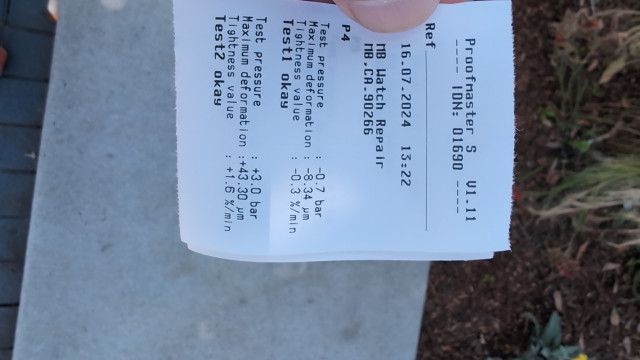 Proofmaster S V1.11
---- IDN: 01690 ----
Ref
16.07.2024 13:22
MB Watch Repair
MB,CA.90266
P4
Test pressure : -0.7 bar
Maximum deformation : -8.34 µm
Tightness value : -0.3 %/min
Test1 okay
Test pressure : +3.0 bar
Maximum deformation :+43.30 µm
Tightness value : +1.6 %/min
Test2 okay